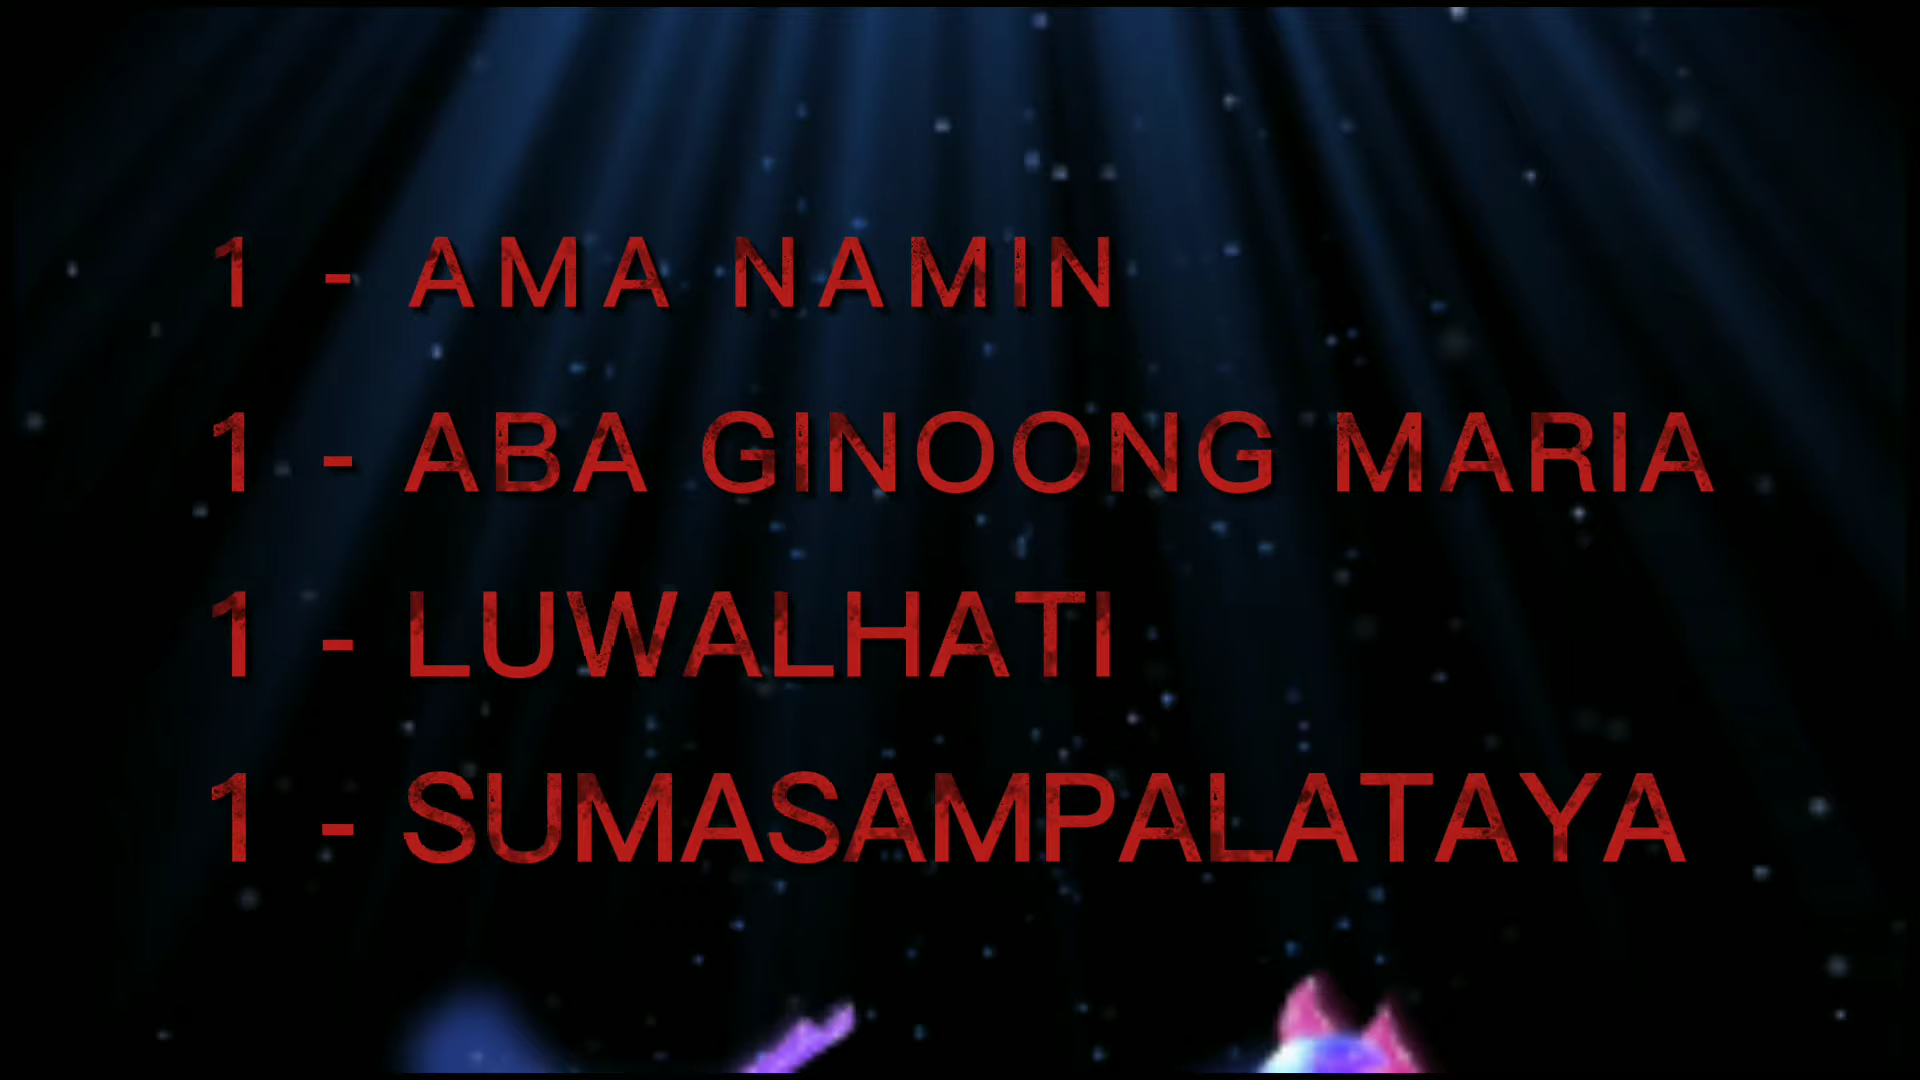 1 - AMA NAMIN
1 - ABA GINOONG MARIA
1 - LUWALHATI
1 - SUMASAMPALATAYA